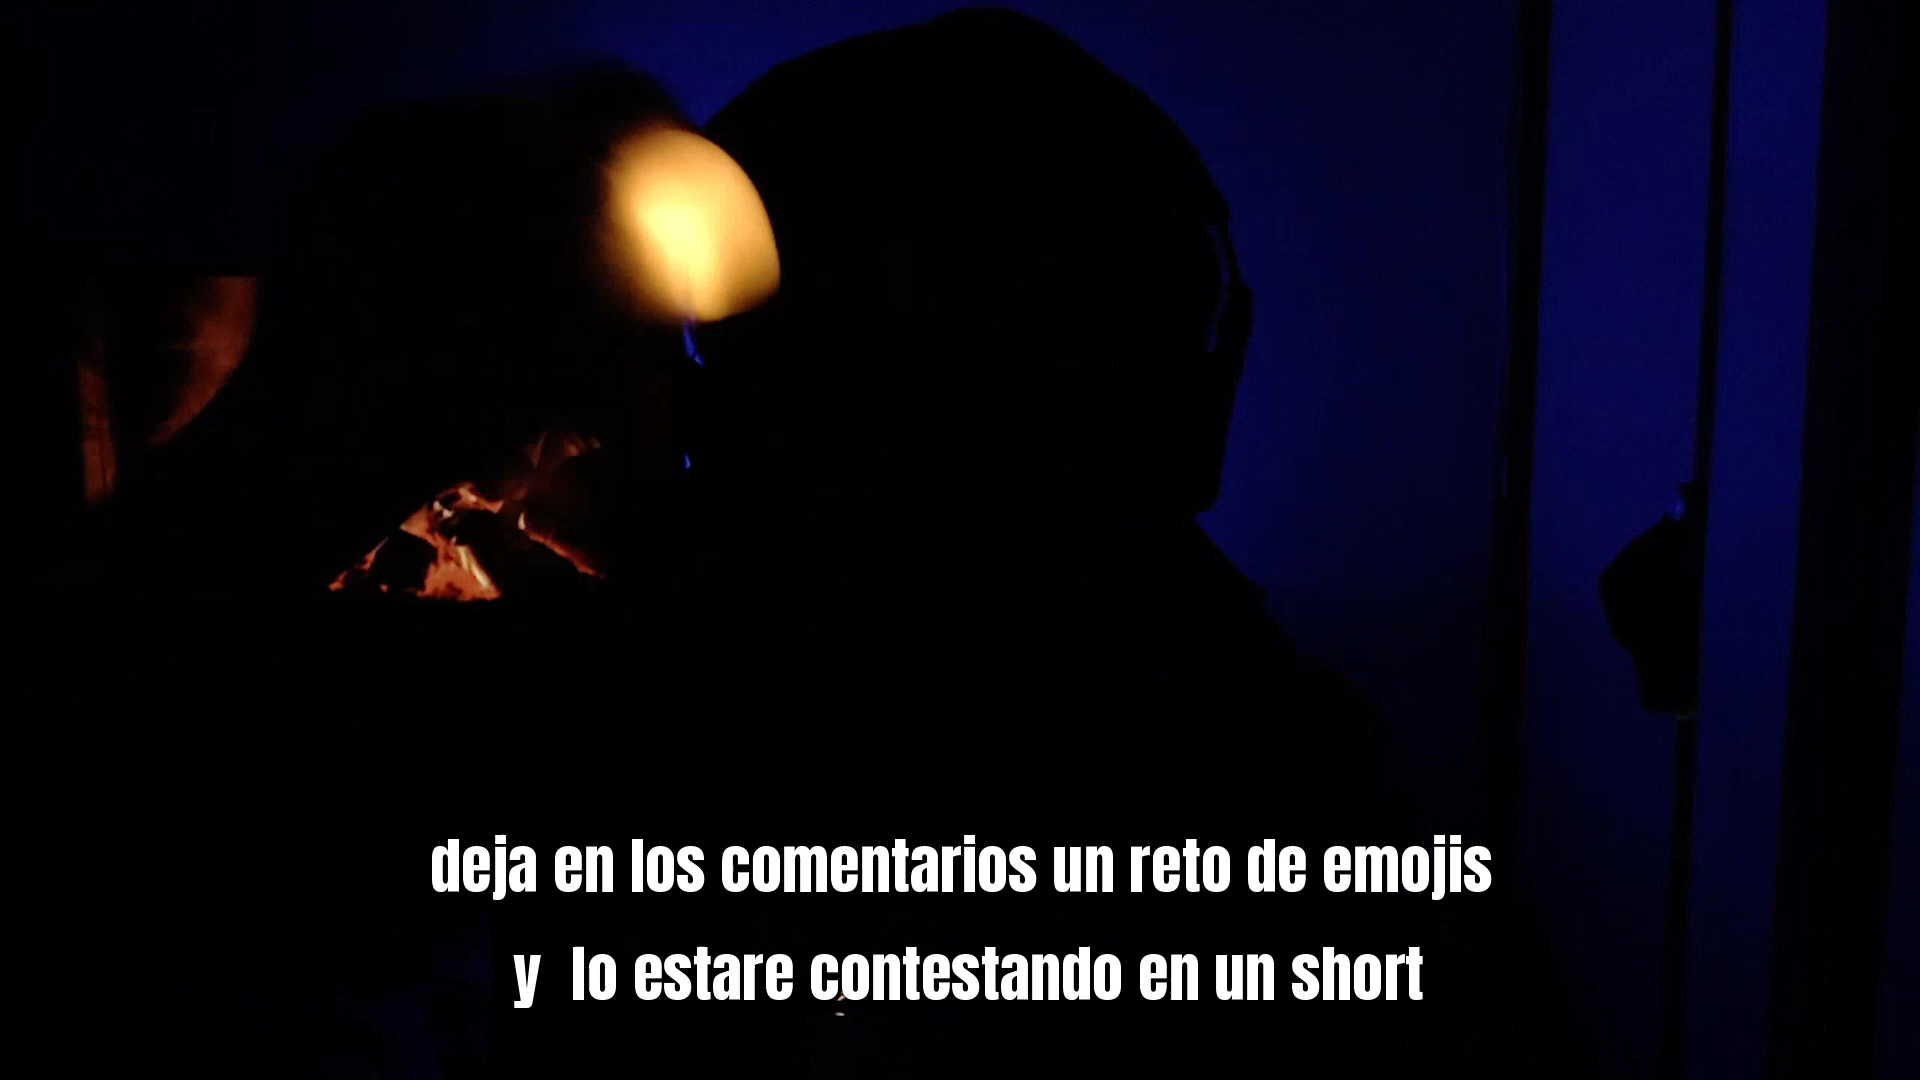 deja en los comentarios un reto de emojis
y lo estare contestando en un short